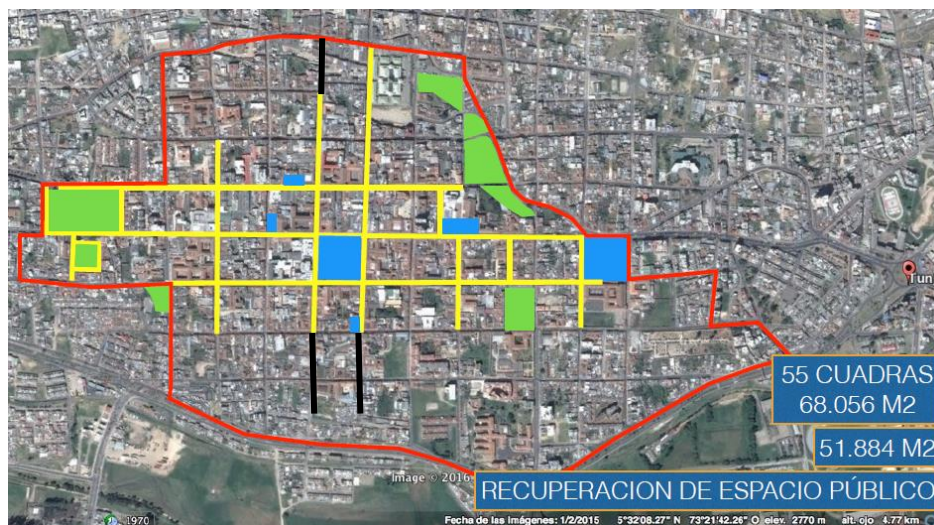 Tun
55 CUADRAS
68.056 M2
51.884 M2
Image © 2016
RECUPERACION DE ESPACIO PÚBLICO
1970
Fecha de las imágenes: 1/2/2015 5°32'08.27" N 73°21'42.26" O elev. 2770 m alt. ojo 4.77 km